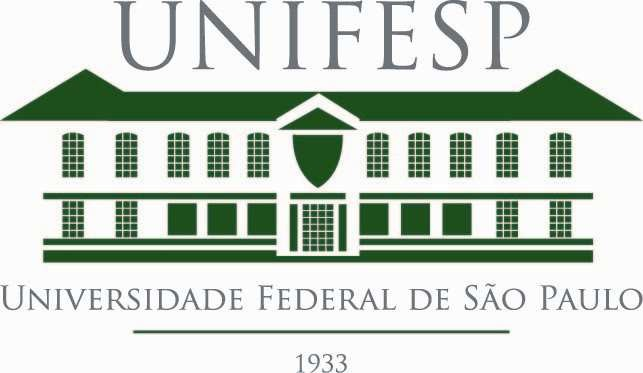 UNIFESP
UNIVERSIDADE FEDERAL DE SÃO PAULO
1933